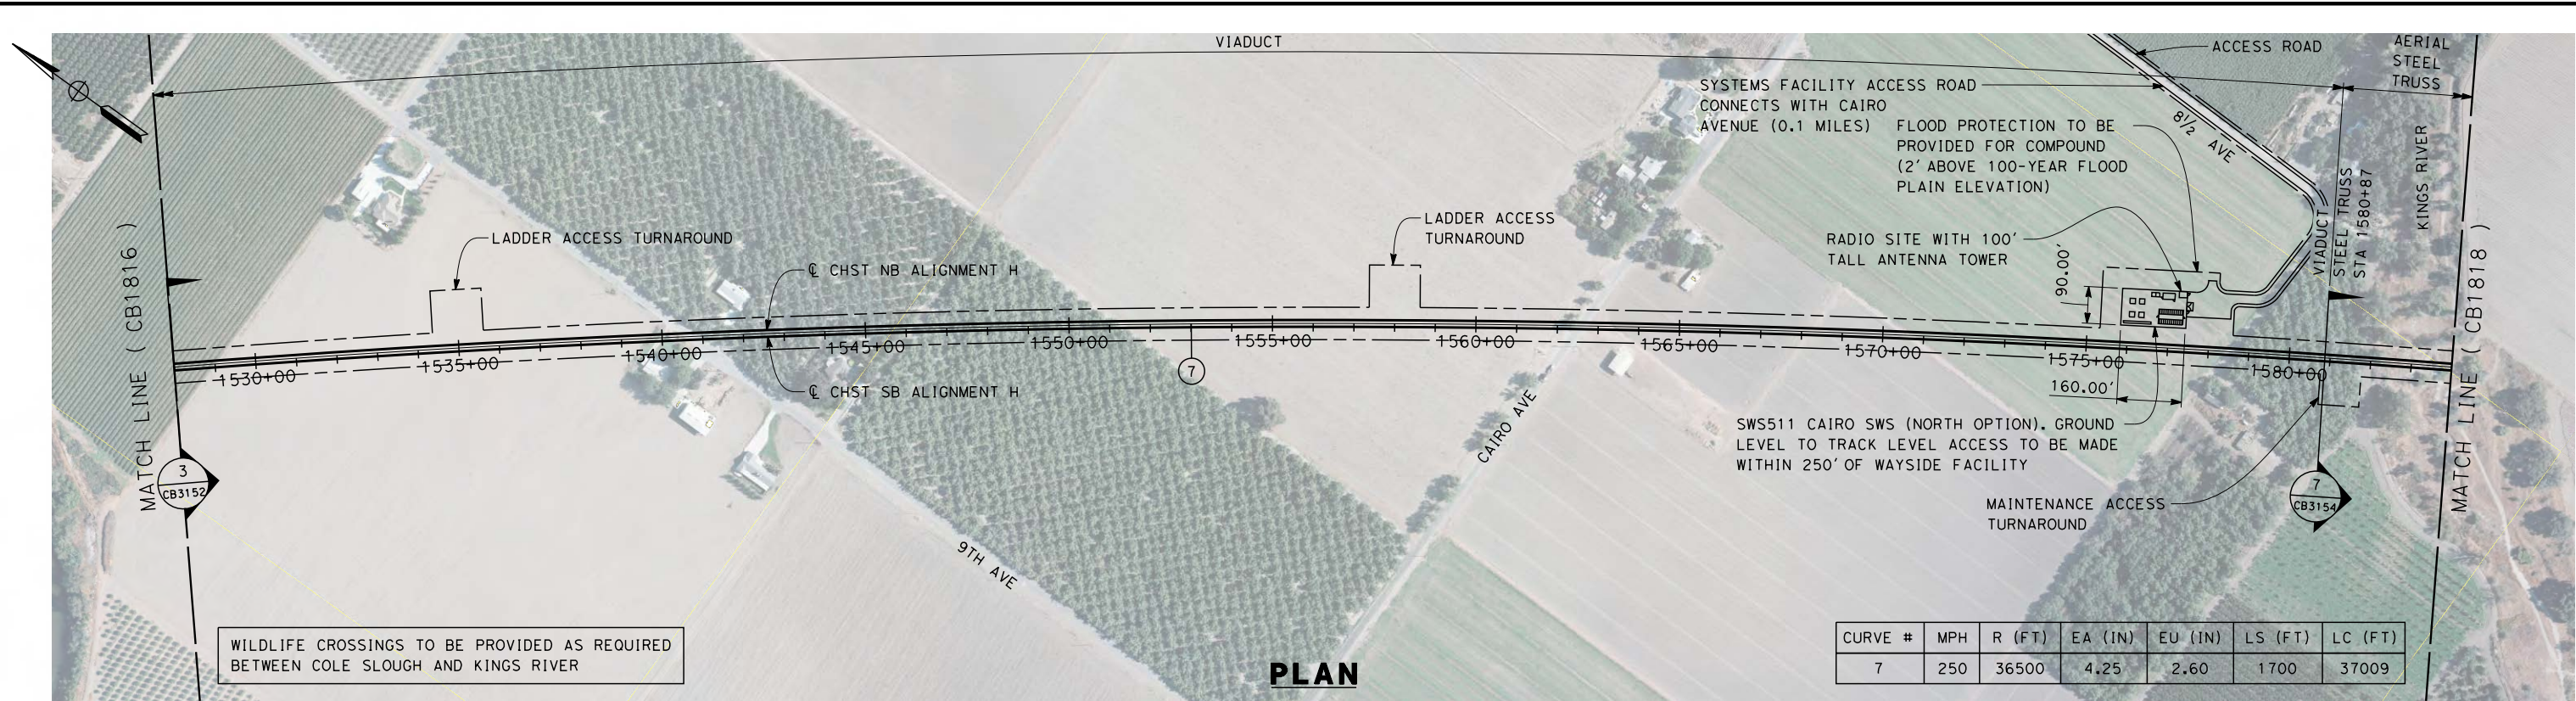 VIADUCT
ACCESS ROAD
AERIAL
STEEL
TRUSS
SYSTEMS FACILITY ACCESS ROAD
CONNECTS WITH CAIRO
AVENUE (0.1 MILES)
FLOOD PROTECTION TO BE
PROVIDED FOR COMPOUND
(2' ABOVE 100-YEAR FLOOD
PLAIN ELEVATION)
8½ AVE
KINGS RIVER
VIADUCT
STEEL TRUSS
STA 1580+87
MATCH LINE ( CB1816 )
LADDER ACCESS TURNAROUND
LADDER ACCESS
TURNAROUND
RADIO SITE WITH 100'
TALL ANTENNA TOWER
90.00'
℄ CHST NB ALIGNMENT H
1530+00
1535+00
1540+00
1545+00
1550+00
1555+00
1560+00
1565+00
1570+00
1575+00
1580+00
7
℄ CHST SB ALIGNMENT H
160.00'
MATCH LINE ( CB1818 )
SWS511 CAIRO SWS (NORTH OPTION). GROUND
LEVEL TO TRACK LEVEL ACCESS TO BE MADE
WITHIN 250' OF WAYSIDE FACILITY
CAIRO AVE
3
CB3152
7
CB3154
MAINTENANCE ACCESS
TURNAROUND
9TH AVE
WILDLIFE CROSSINGS TO BE PROVIDED AS REQUIRED
BETWEEN COLE SLOUGH AND KINGS RIVER
PLAN
CURVE # MPH R (FT) EA (IN) EU (IN) LS (FT) LC (FT)
7 250 36500 4.25 2.60 1700 37009